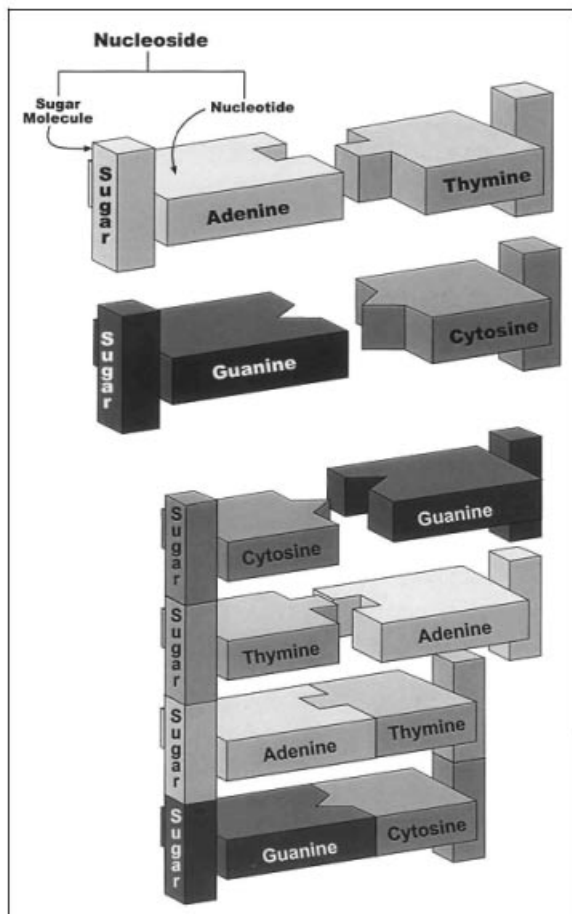 Nucleoside
Sugar
Molecule
Nucleotide
Sugar
Adenine
Thymine
Sugar
Guanine
Cytosine
Sugar
Cytosine
Guanine
Sugar
Thymine
Adenine
Sugar
Adenine
Thymine
Sugar
Guanine
Cytosine